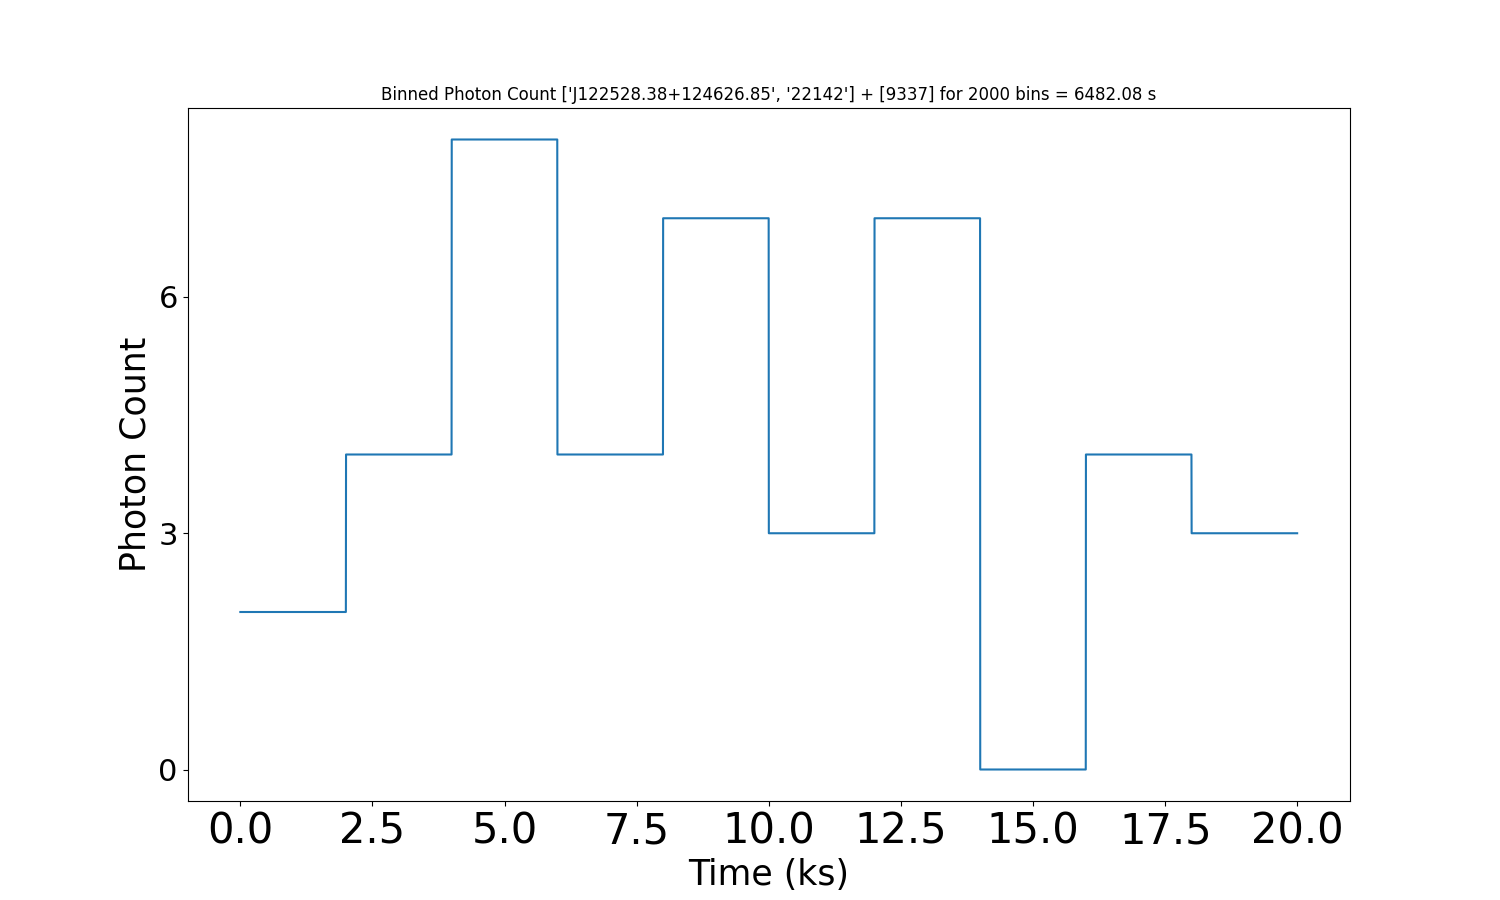 Binned Photon Count ['J122528.38+124626.85', '22142'] + [9337] for 2000 bins = 6482.08 s
6
3
0
Photon Count
0.0 2.5 5.0 7.5 10.0 12.5 15.0 17.5 20.0
Time (ks)